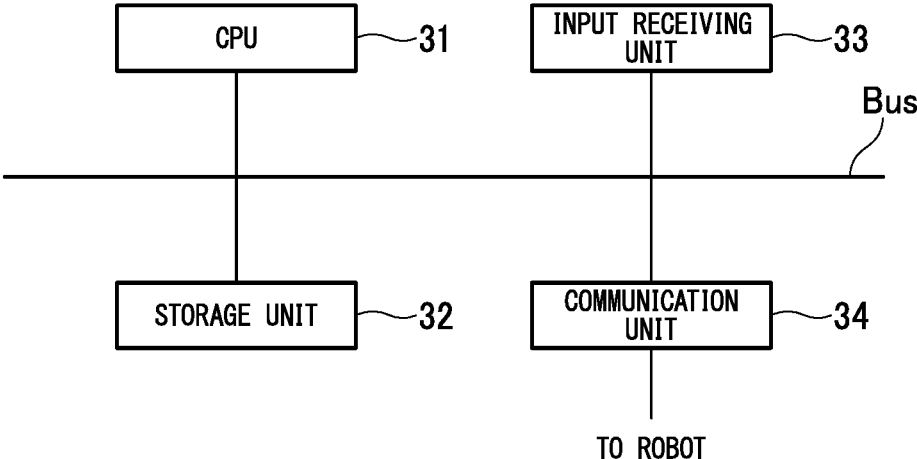 CPU
31
INPUT RECEIVING
UNIT
33
Bus
STORAGE UNIT
32
COMMUNICATION
UNIT
34
TO ROBOT